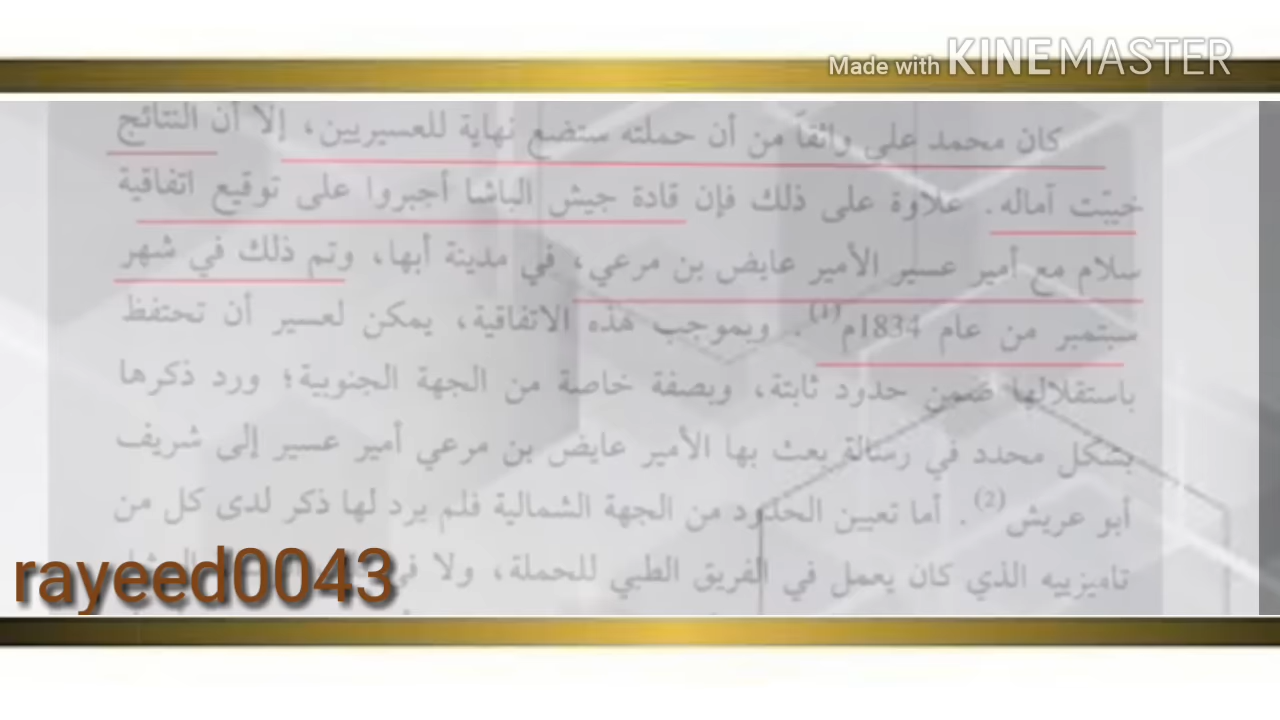 Made with KINEMASTER
كان محمد علي واثقاً من أن حملته ستضع نهاية للعسيريين، إلا أن النتائج
خيبّت آماله. علاوة على ذلك فإن قادة جيش الباشا أجبروا على توقيع اتفاقية
سلام مع أمير عسير الأمير عايض بن مرعي، في مدينة أبها، وتم ذلك في شهر
سبتمبر من عام 1834م(1). وبموجب هذه الاتفاقية، يمكن لعسير أن تحتفظ
باستقلالها ضمن حدود ثابتة، وبصفة خاصة من الجهة الجنوبية؛ ورد ذكرها
بشكل محدد في رسالة بعث بها الأمير عايض بن مرعي أمير عسير إلى شريف
أبو عريش(2). أما تعيين الحدود من الجهة الشمالية فلم يرد لها ذكر لدى كل من
تاميزييه الذي كان يعمل في الفريق الطبي للحملة، ولا في
rayeed0043